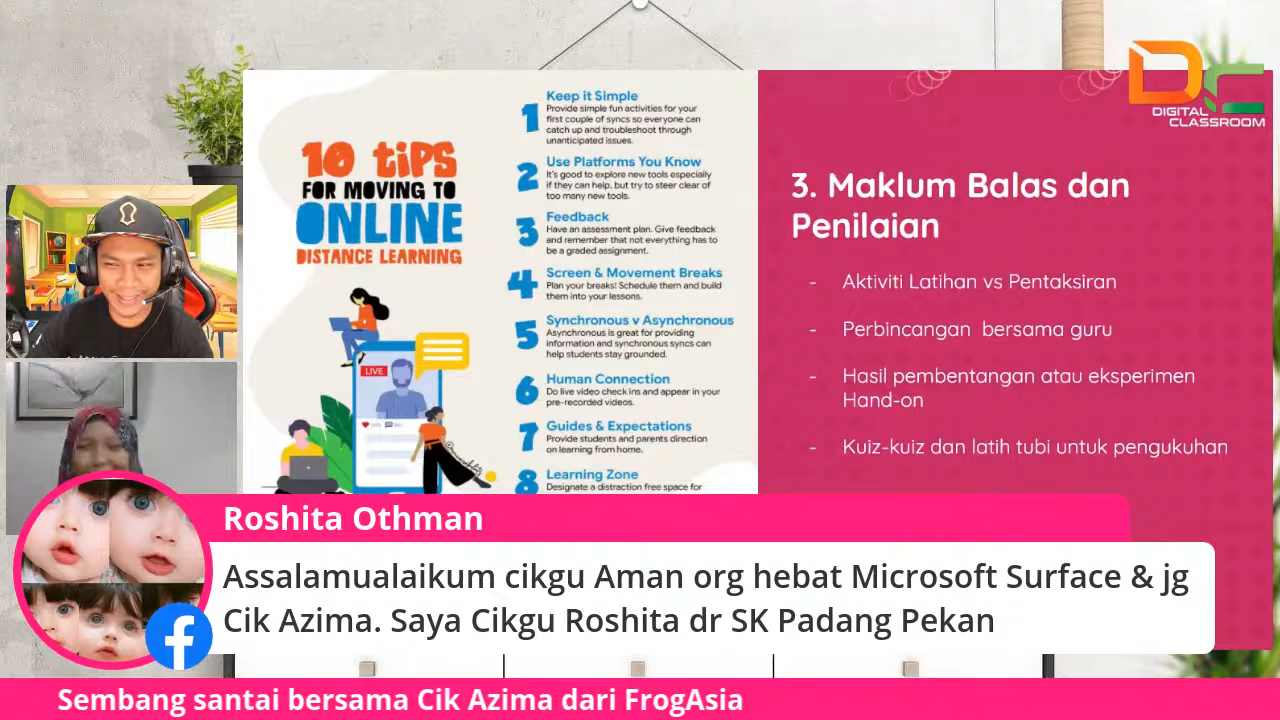 DIGITAL
CLASSROOM
10 tips
FOR MOVING TO
ONLINE
DISTANCE LEARNING
LIVE
1 Keep it Simple
Provide simple fun activities for your
first couple of syncs so everyone can
catch up and troubleshoot through
unanticipated issues.
2 Use Platforms You Know
It's good to explore new tools especially
if they can help, but try to steer clear of
too many new tools.
3 Feedback
Have an assessment plan. Give feedback
and remember that not everything has to
be a graded assignment.
4 Screen & Movement Breaks
Plan your breaks! Schedule them and build
them into your lessons.
5 Synchronous v Asynchronous
Asynchronous is great for providing
information and synchronous syncs can
help students stay grounded.
6 Human Connection
Do live video check ins and appear in your
pre-recorded videos.
7 Guides & Expectations
Provide students and parents direction
on learning from home.
8 Learning Zone
Designate a distraction free space for
3. Maklum Balas dan
Penilaian
- Aktiviti Latihan vs Pentaksiran
- Perbincangan bersama guru
- Hasil pembentangan atau eksperimen
Hand-on
- Kuiz-kuiz dan latih tubi untuk pengukuhan
Roshita Othman
Assalamualaikum cikgu Aman org hebat Microsoft Surface & jg
Cik Azima. Saya Cikgu Roshita dr SK Padang Pekan
Sembang santai bersama Cik Azima dari FrogAsia